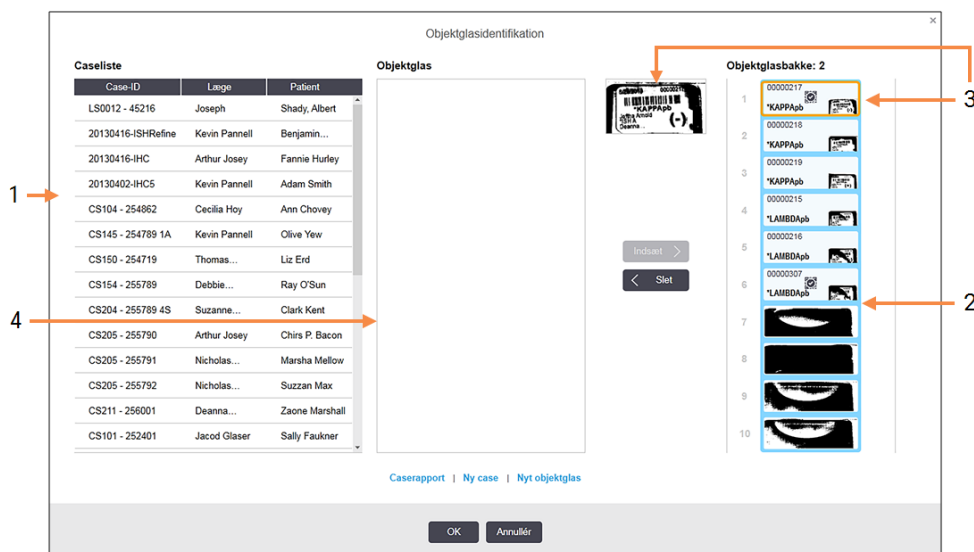 Objektglasidentifikation
×
Caseliste
Objektglas
Objektglasbakke: 2
Case-ID Læge Patient
LS0012 - 45216 Joseph Shady, Albert
20130416-ISHRefine Kevin Pannell Benjamin...
20130416-IHC Arthur Josey Fannie Hurley
20130402-IHC5 Kevin Pannell Adam Smith
CS104 - 254862 Cecilia Hoy Ann Chovey
CS145 - 254789 1A Kevin Pannell Olive Yew
CS150 - 254719 Thomas... Liz Erd
CS154 - 255789 Debbie... Ray O'Sun
CS204 - 255789 4S Suzanne... Clark Kent
CS205 - 255790 Arthur Josey Chirs P. Bacon
CS205 - 255791 Nicholas... Marsha Mellow
CS205 - 255792 Nicholas... Suzzan Max
CS211 - 256001 Deanna... Zaone Marshall
CS101 - 252401 Jacod Glaser Sally Faukner
*KAPPApb
Arnold
Deanna
(-)
Indsæt >
< Slet
1
00000217
*KAPPApb
2
00000218
*KAPPApb
3
00000219
*KAPPApb
4
00000215
*LAMBDApb
5
00000216
*LAMBDApb
6
00000307
*LAMBDApb
7
8
9
10
Caserapport | Ny case | Nyt objektglas
OK
Annullér
1
2
3
4